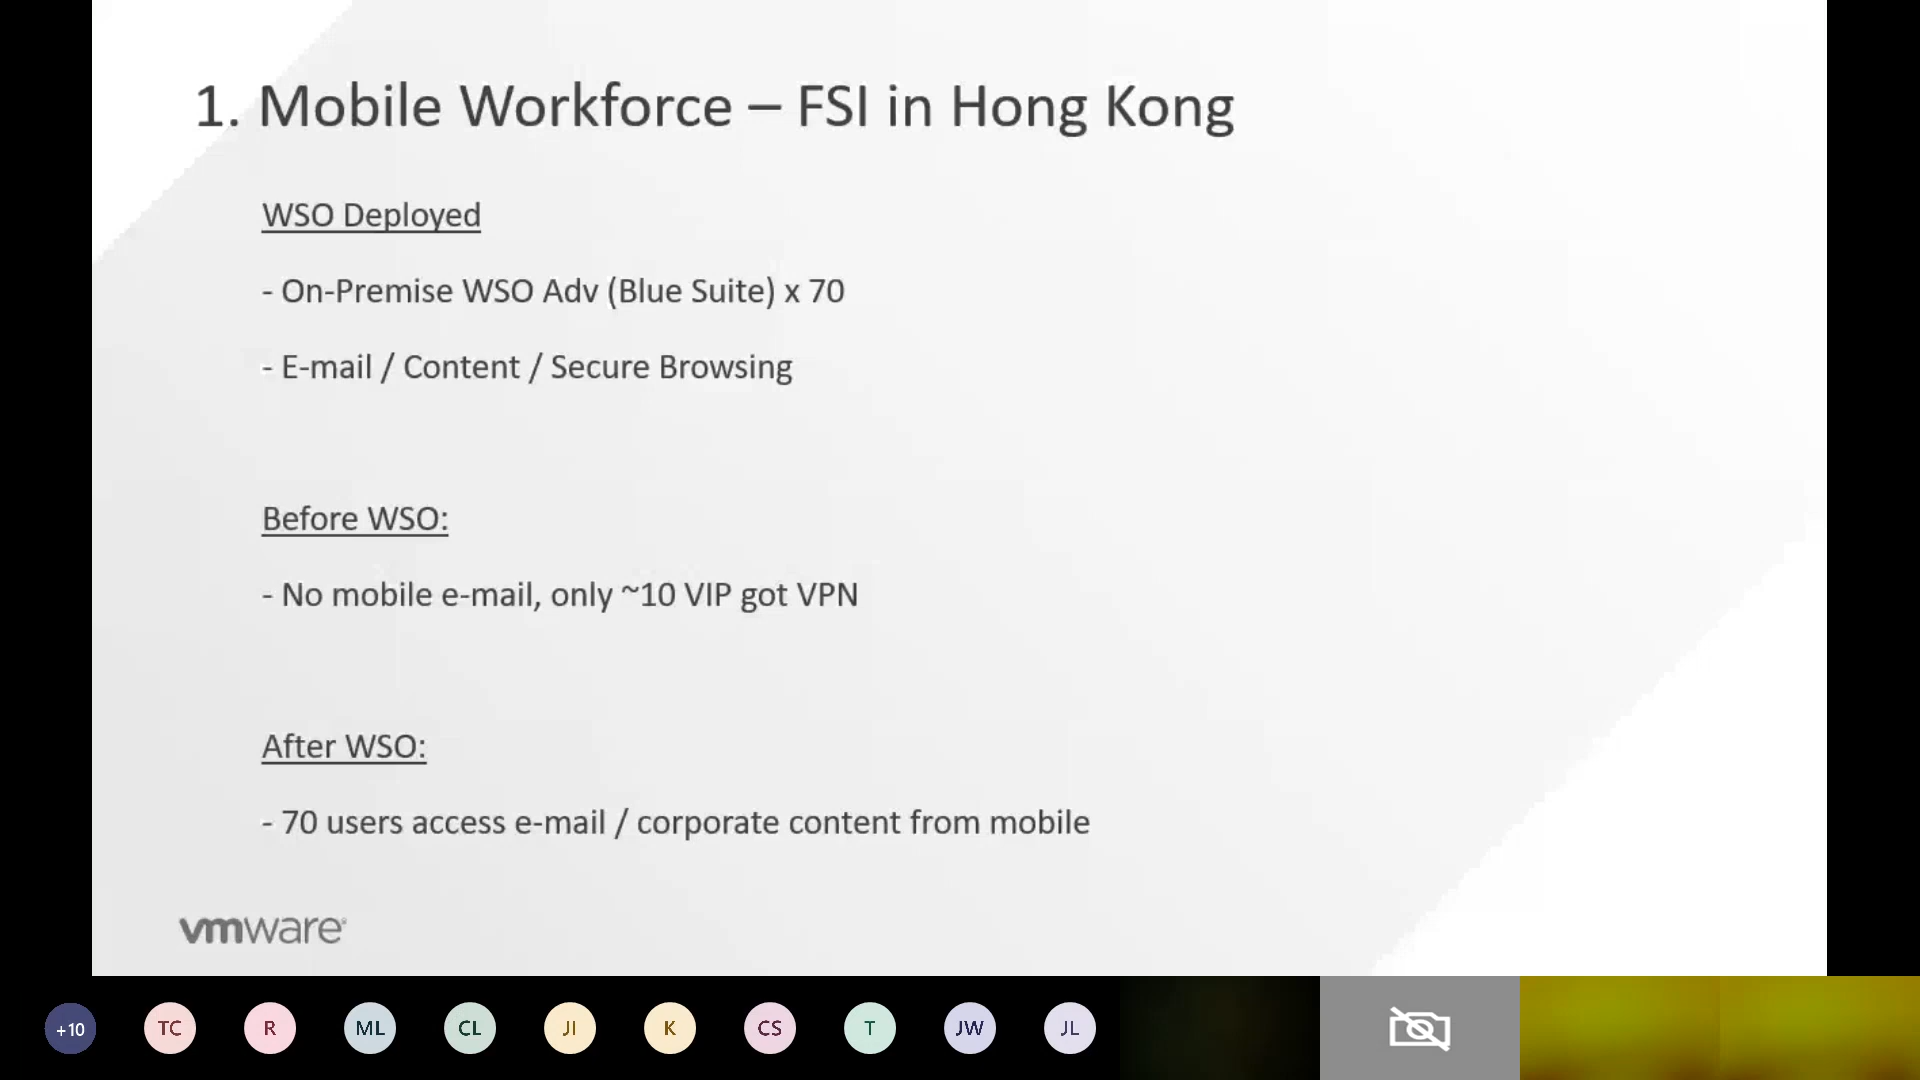 1. Mobile Workforce – FSI in Hong Kong
WSO Deployed
- On-Premise WSO Adv (Blue Suite) x 70
- E-mail / Content / Secure Browsing
Before WSO:
- No mobile e-mail, only ~10 VIP got VPN
After WSO:
- 70 users access e-mail / corporate content from mobile
vmware®
+10 TC R ML CL JI K CS T JW JL